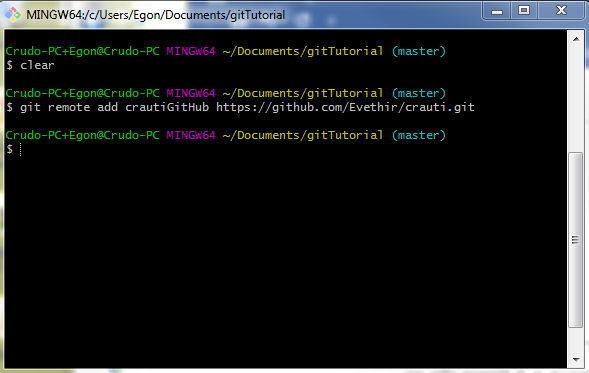 MINGW64:/c/Users/Egon/Documents/gitTutorial
Crudo-PC+Egon@Crudo-PC MINGW64 ~/Documents/gitTutorial (master)
$ clear
Crudo-PC+Egon@Crudo-PC MINGW64 ~/Documents/gitTutorial (master)
$ git remote add crautiGitHub https://github.com/Evethir/crauti.git
Crudo-PC+Egon@Crudo-PC MINGW64 ~/Documents/gitTutorial (master)
$